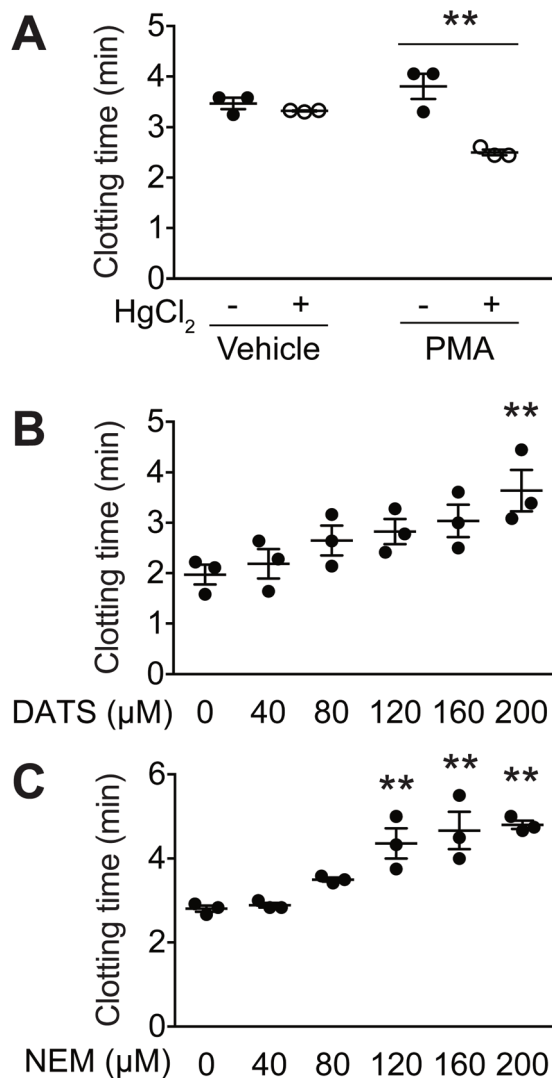 A
**
Clotting time (min)
5
4
3
2
1
0
HgCl₂ - + - +
Vehicle PMA
B
**
Clotting time (min)
5
4
3
2
1
0
DATS (µM) 0 40 80 120 160 200
C
** ** **
Clotting time (min)
6
4
2
0
NEM (µM) 0 40 80 120 160 200